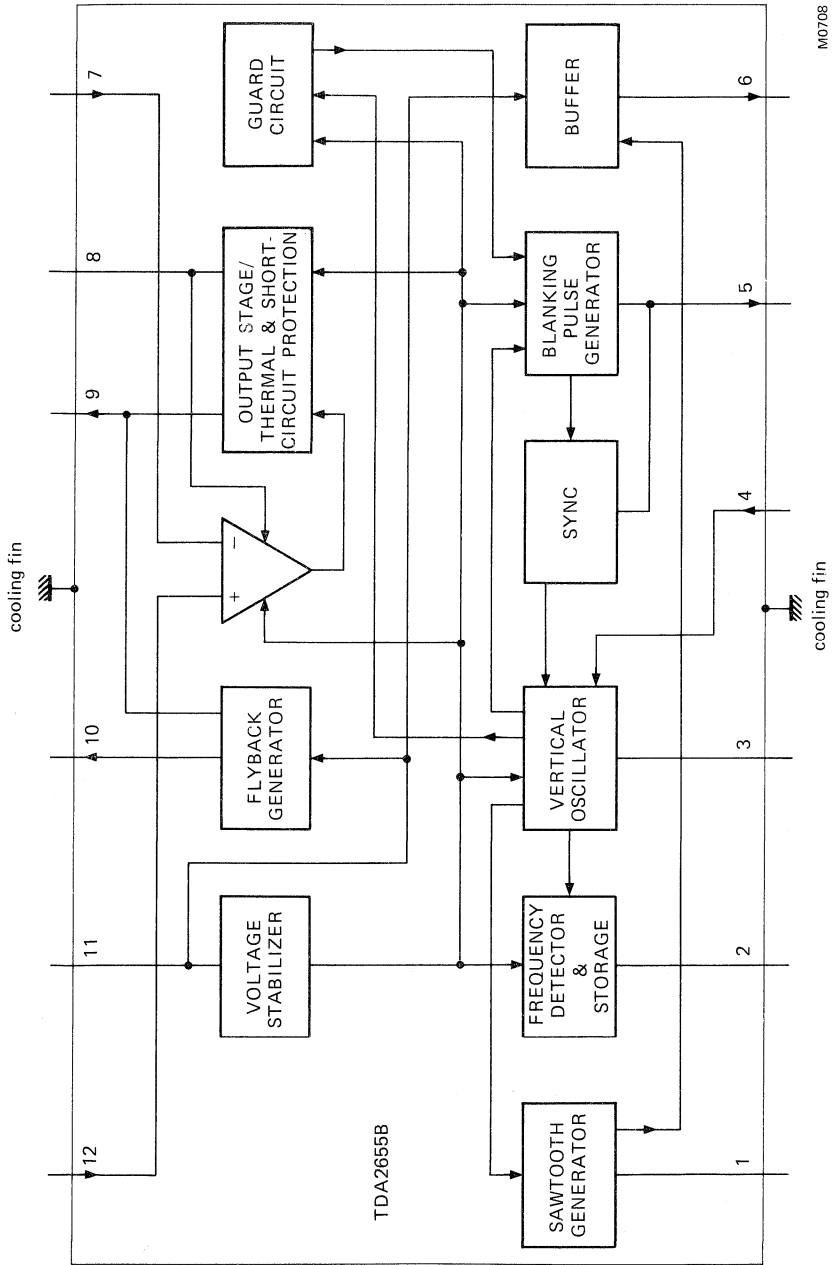 cooling fin
12
11
10
9
8
7
VOLTAGE
STABILIZER
FLYBACK
GENERATOR
+
−
OUTPUT STAGE/
THERMAL & SHORT-
CIRCUIT PROTECTION
GUARD
CIRCUIT
TDA2655B
SAWTOOTH
GENERATOR
FREQUENCY
DETECTOR
&
STORAGE
VERTICAL
OSCILLATOR
SYNC
BLANKING
PULSE
GENERATOR
BUFFER
1
2
3
4
5
6
cooling fin
M0708